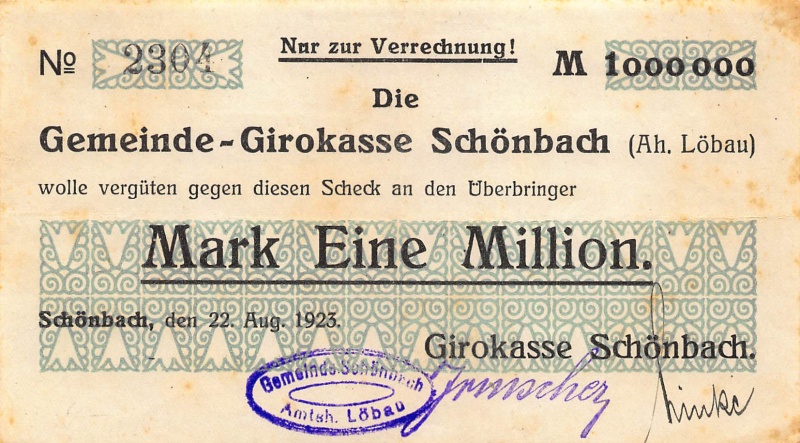 Nur zur Verrechnung!
No 2304 M 1000000
Die
Gemeinde-Girokasse Schönbach (Ah. Löbau)
wolle vergüten gegen diesen Scheck an den Überbringer
Mark Eine Million.
Schönbach, den 22. Aug. 1923.
Girokasse Schönbach.
Gemeinde Schönbach
Amtsh. Löbau
Irmscher